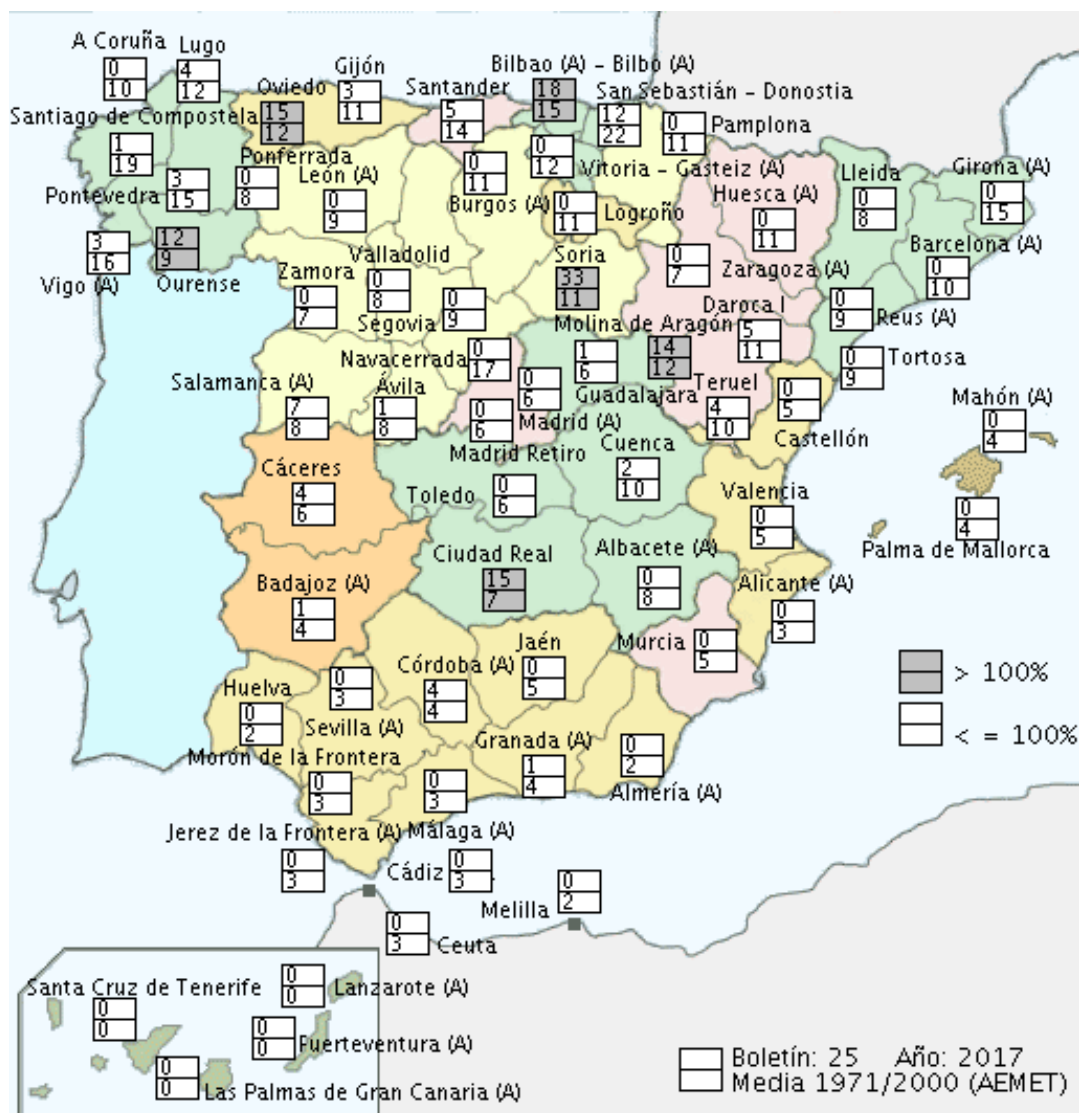 A Coruña
0
10
Lugo
4
12
Oviedo
15
12
Gijón
3
11
Santander
5
14
Bilbao (A) - Bilbo (A)
18
15
San Sebastián - Donostia
12
22
Pamplona
0
11
Santiago de Compostela
1
19
Ponferrada
0
8
León (A)
0
9
Burgos (A)
0
11
Vitoria - Gasteiz (A)
0
12
Logroño
0
11
Huesca (A)
0
11
Lleida
0
8
Girona (A)
0
15
Pontevedra
3
15
Vigo (A)
3
16
Ourense
12
9
Zamora
0
7
Valladolid
0
8
Soria
33
11
Zaragoza (A)
0
7
Barcelona (A)
0
10
Segovia
0
9
Daroca I
5
11
Reus (A)
0
9
Molina de Aragón
14
12
Tortosa
0
9
Navacerrada
0
17
Guadalajara
1
6
Salamanca (A)
7
8
Ávila
1
8
Madrid (A)
0
6
Madrid Retiro
0
6
Teruel
4
10
Castellón
0
5
Mahón (A)
0
4
Cáceres
4
6
Toledo
0
6
Cuenca
2
10
Valencia
0
5
Palma de Mallorca
0
4
Badajoz (A)
1
4
Ciudad Real
15
7
Albacete (A)
0
8
Alicante (A)
0
3
Murcia
0
5
Huelva
0
2
Sevilla (A)
0
3
Córdoba (A)
4
4
Jaén
0
5
> 100%
< = 100%
Morón de la Frontera
0
3
Granada (A)
1
4
Almería (A)
0
2
Jerez de la Frontera (A)
0
3
Málaga (A)
0
3
Cádiz
0
3
Melilla
0
2
Ceuta
0
3
Santa Cruz de Tenerife
0
0
Lanzarote (A)
0
0
Fuerteventura (A)
0
0
Las Palmas de Gran Canaria (A)
0
0
Boletín: 25 Año: 2017
Media 1971/2000 (AEMET)